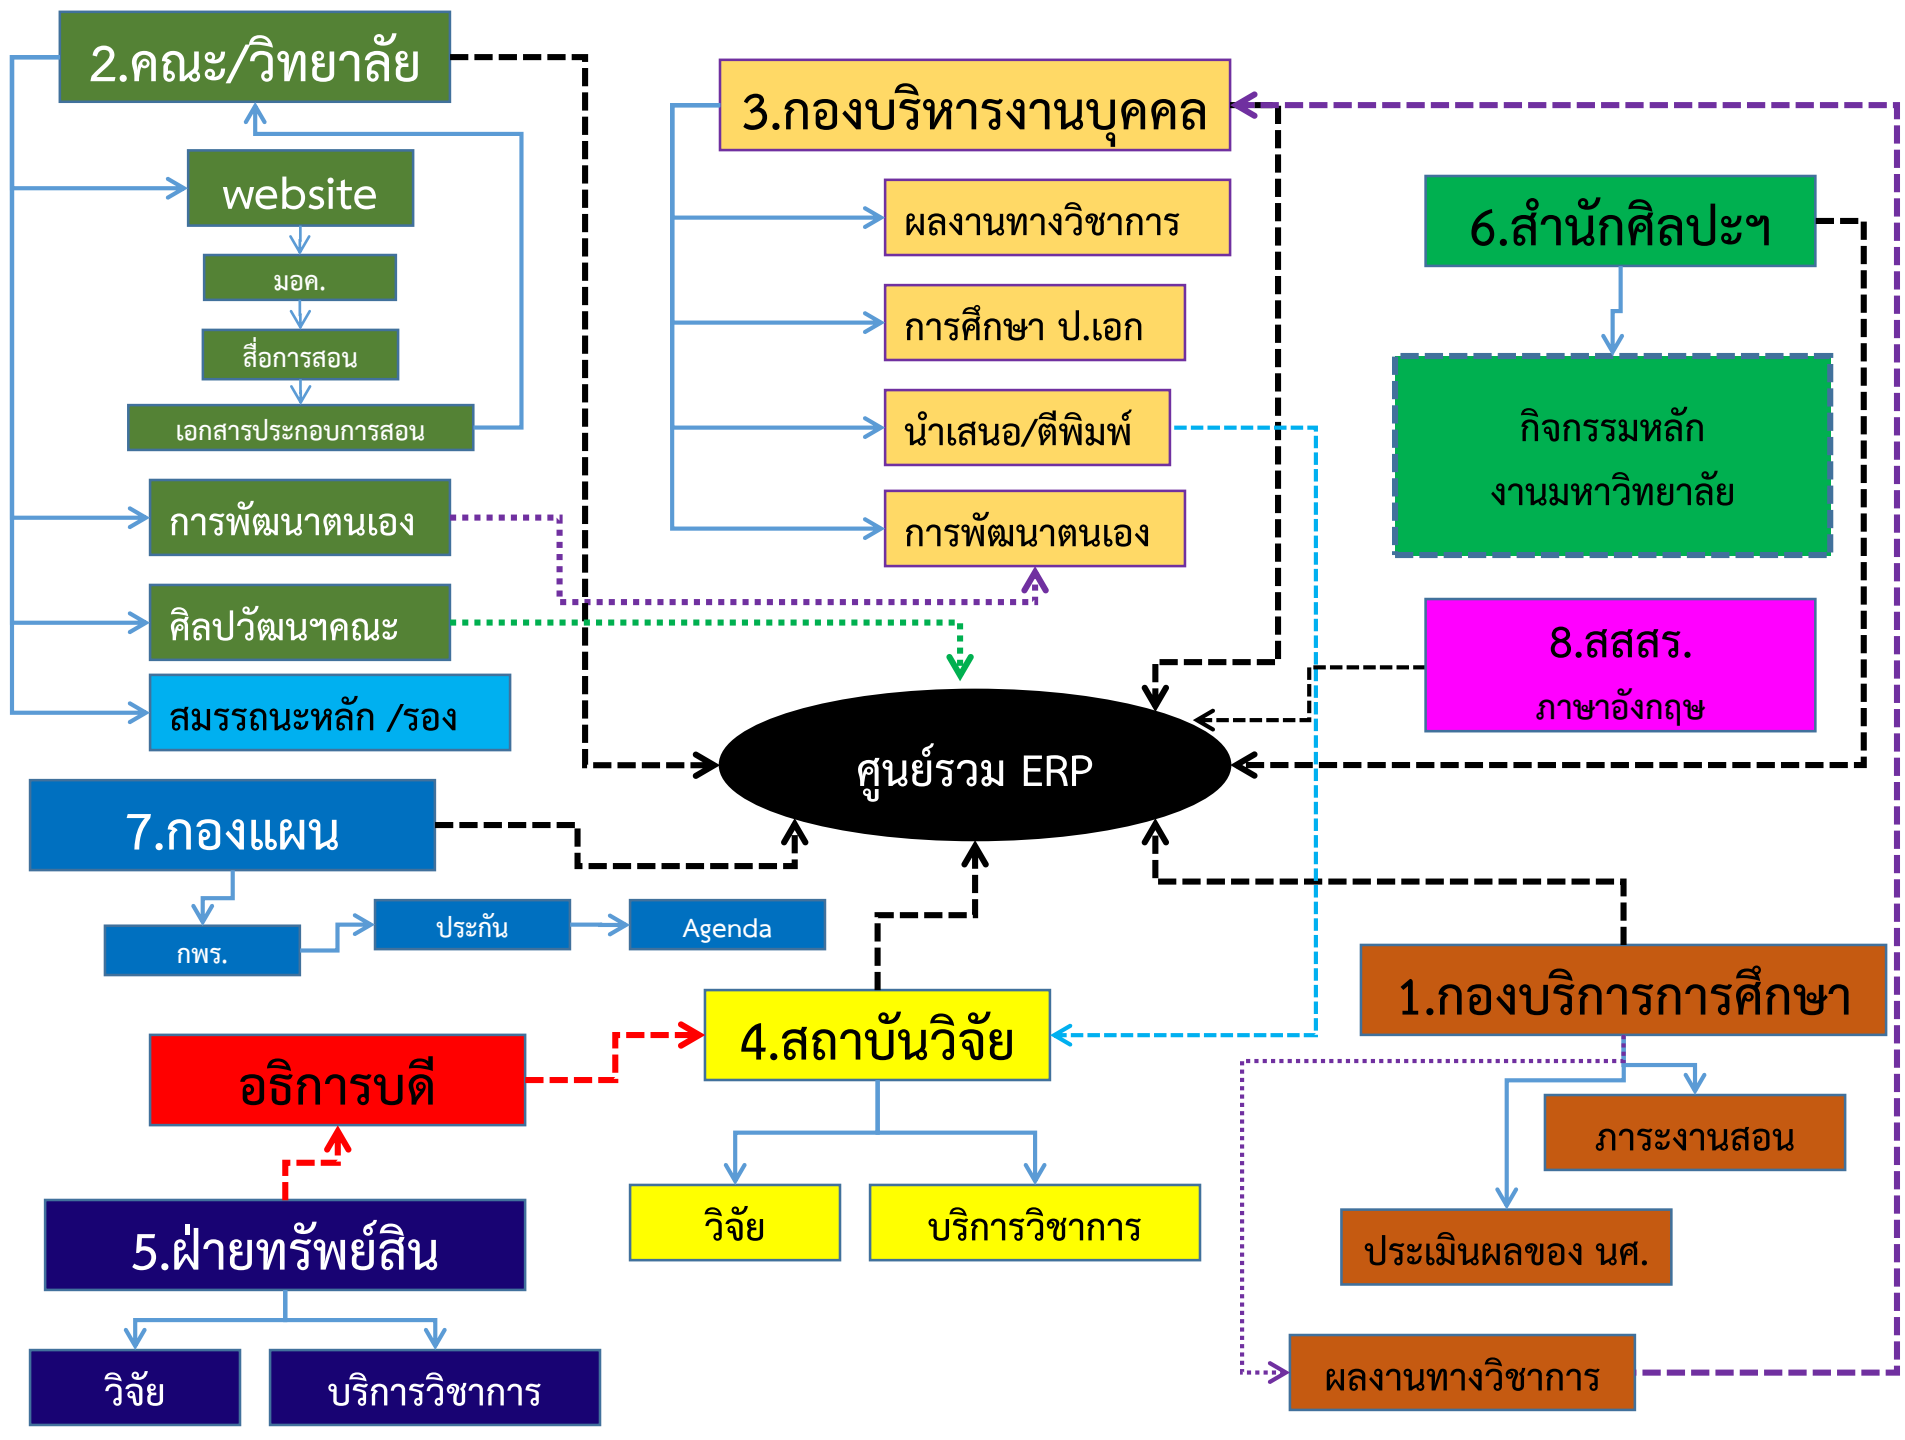 2.คณะ/วิทยาลัย
website
มอค.
สื่อการสอน
เอกสารประกอบการสอน
การพัฒนาตนเอง
ศิลปวัฒนฯคณะ
สมรรถนะหลัก /รอง
3.กองบริหารงานบุคคล
ผลงานทางวิชาการ
การศึกษา ป.เอก
นำเสนอ/ตีพิมพ์
การพัฒนาตนเอง
6.สำนักศิลปะฯ
กิจกรรมหลัก
งานมหาวิทยาลัย
8.สสสร.
ภาษาอังกฤษ
ศูนย์รวม ERP
7.กองแผน
กพร.
ประกัน
Agenda
4.สถาบันวิจัย
วิจัย
บริการวิชาการ
อธิการบดี
5.ฝ่ายทรัพย์สิน
วิจัย
บริการวิชาการ
1.กองบริการการศึกษา
ภาระงานสอน
ประเมินผลของ นศ.
ผลงานทางวิชาการ